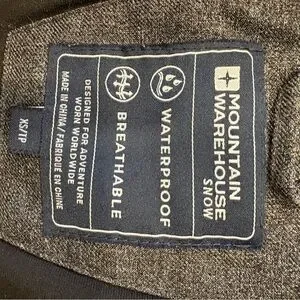 MOUNTAIN
WAREHOUSE
SNOW
WATERPROOF
BREATHABLE
DESIGNED FOR ADVENTURE
WORN WORLDWIDE
MADE IN CHINA / FABRIQUÉ EN CHINE
XS/TP